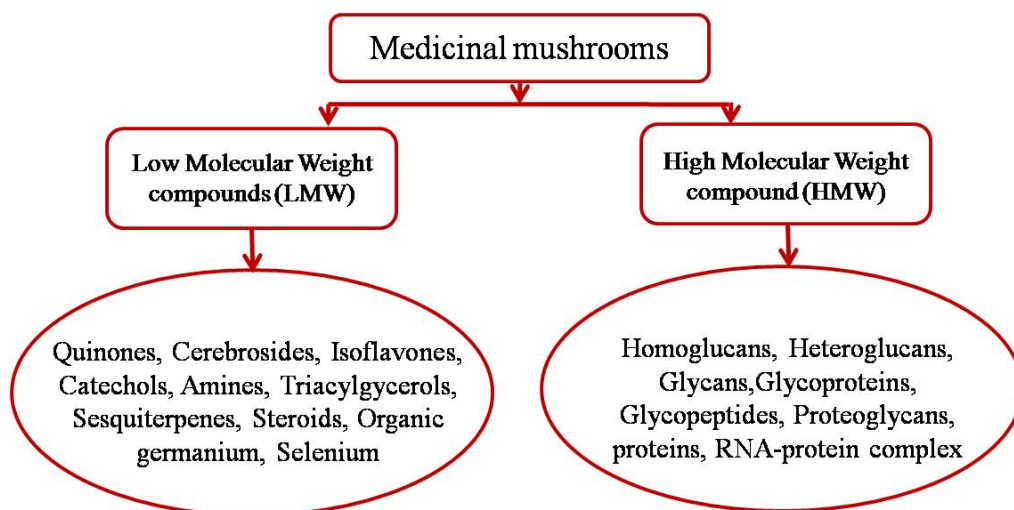 Medicinal mushrooms
Low Molecular Weight
compounds (LMW)
High Molecular Weight
compound (HMW)
Quinones, Cerebrosides, Isoflavones,
Catechols, Amines, Triacylgycerols,
Sesquiterpenes, Steroids, Organic
germanium, Selenium
Homoglucans, Heteroglucans,
Glycans,Glycoproteins,
Glycopeptides, Proteoglycans,
proteins, RNA-protein complex